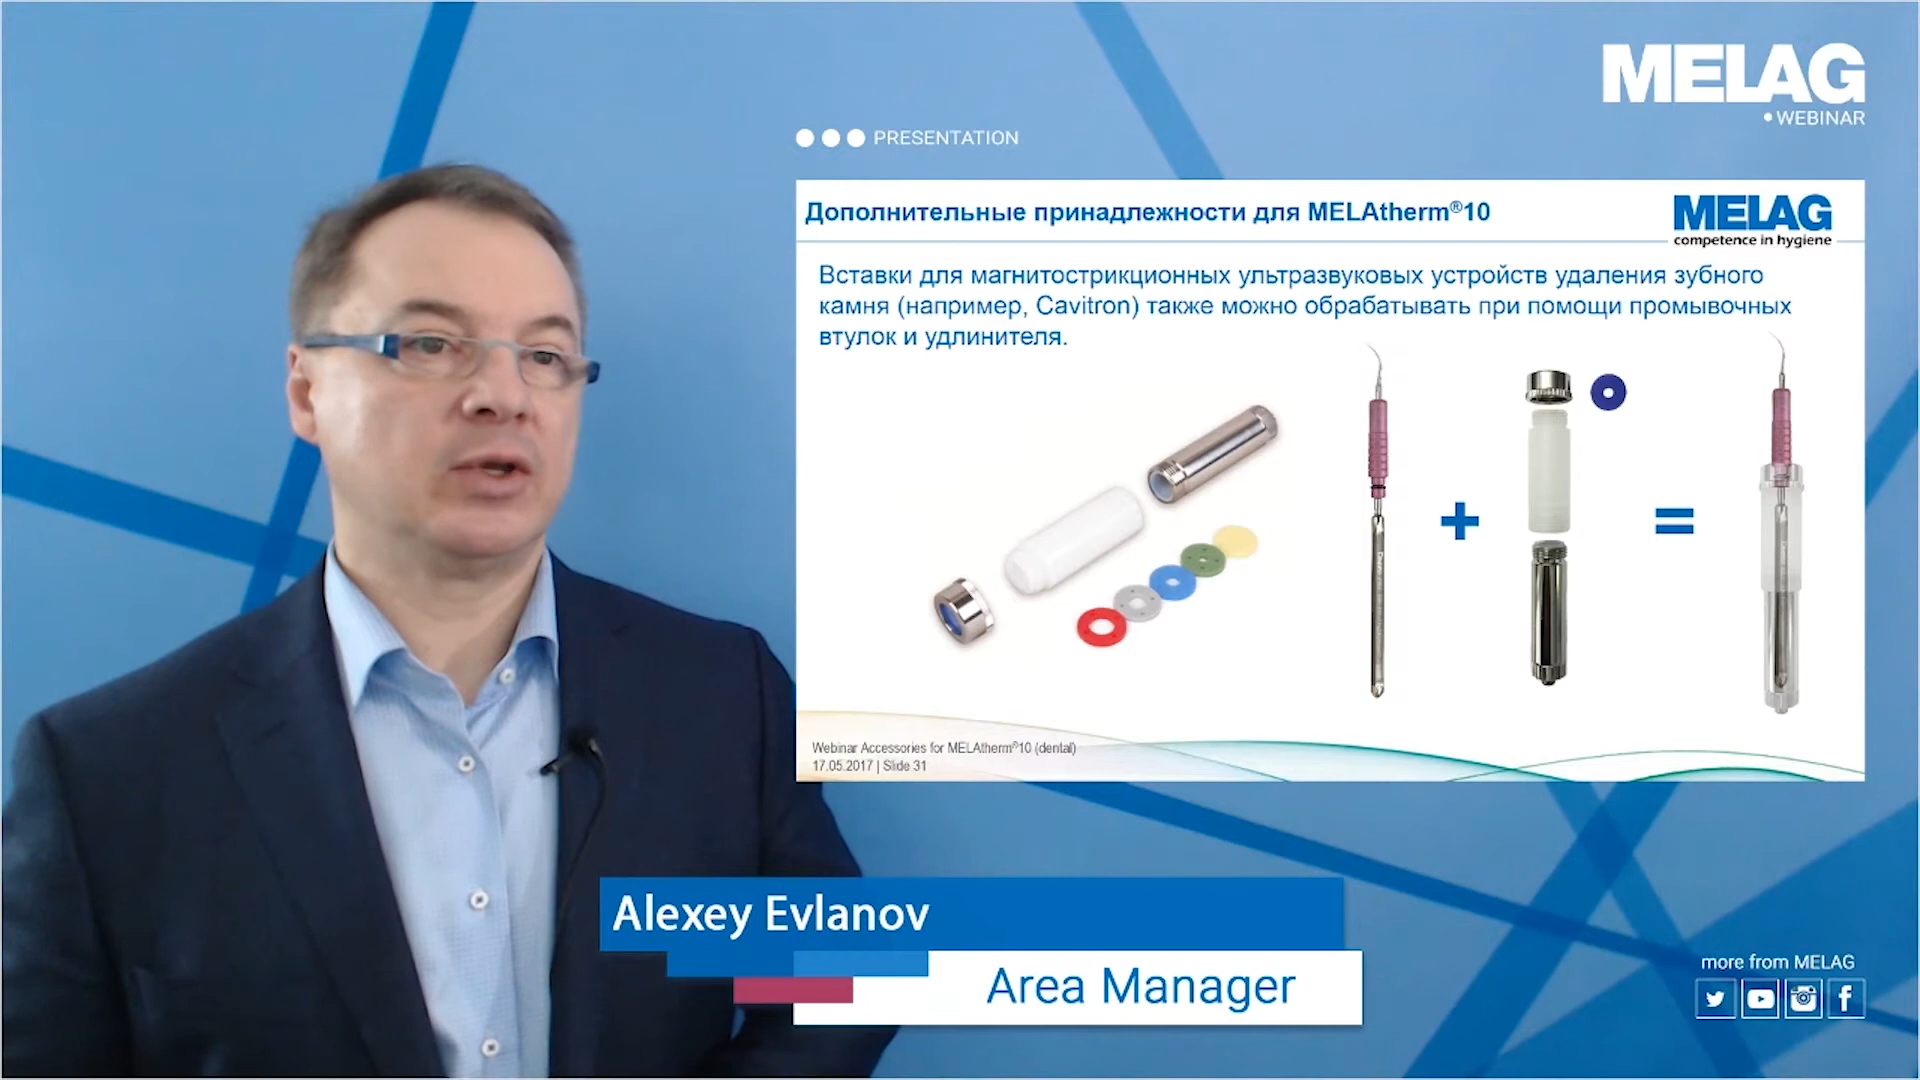 MELAG
• WEBINAR
PRESENTATION
Дополнительные принадлежности для MELAtherm®10
MELAG
competence in hygiene
Вставки для магнитострикционных ультразвуковых устройств удаления зубного
камня (например, Cavitron) также можно обрабатывать при помощи промывочных
втулок и удлинителя.
+
=
Webinar Accessories for MELAtherm®10 (dental)
17.05.2017 | Slide 31
Alexey Evlanov
Area Manager
more from MELAG